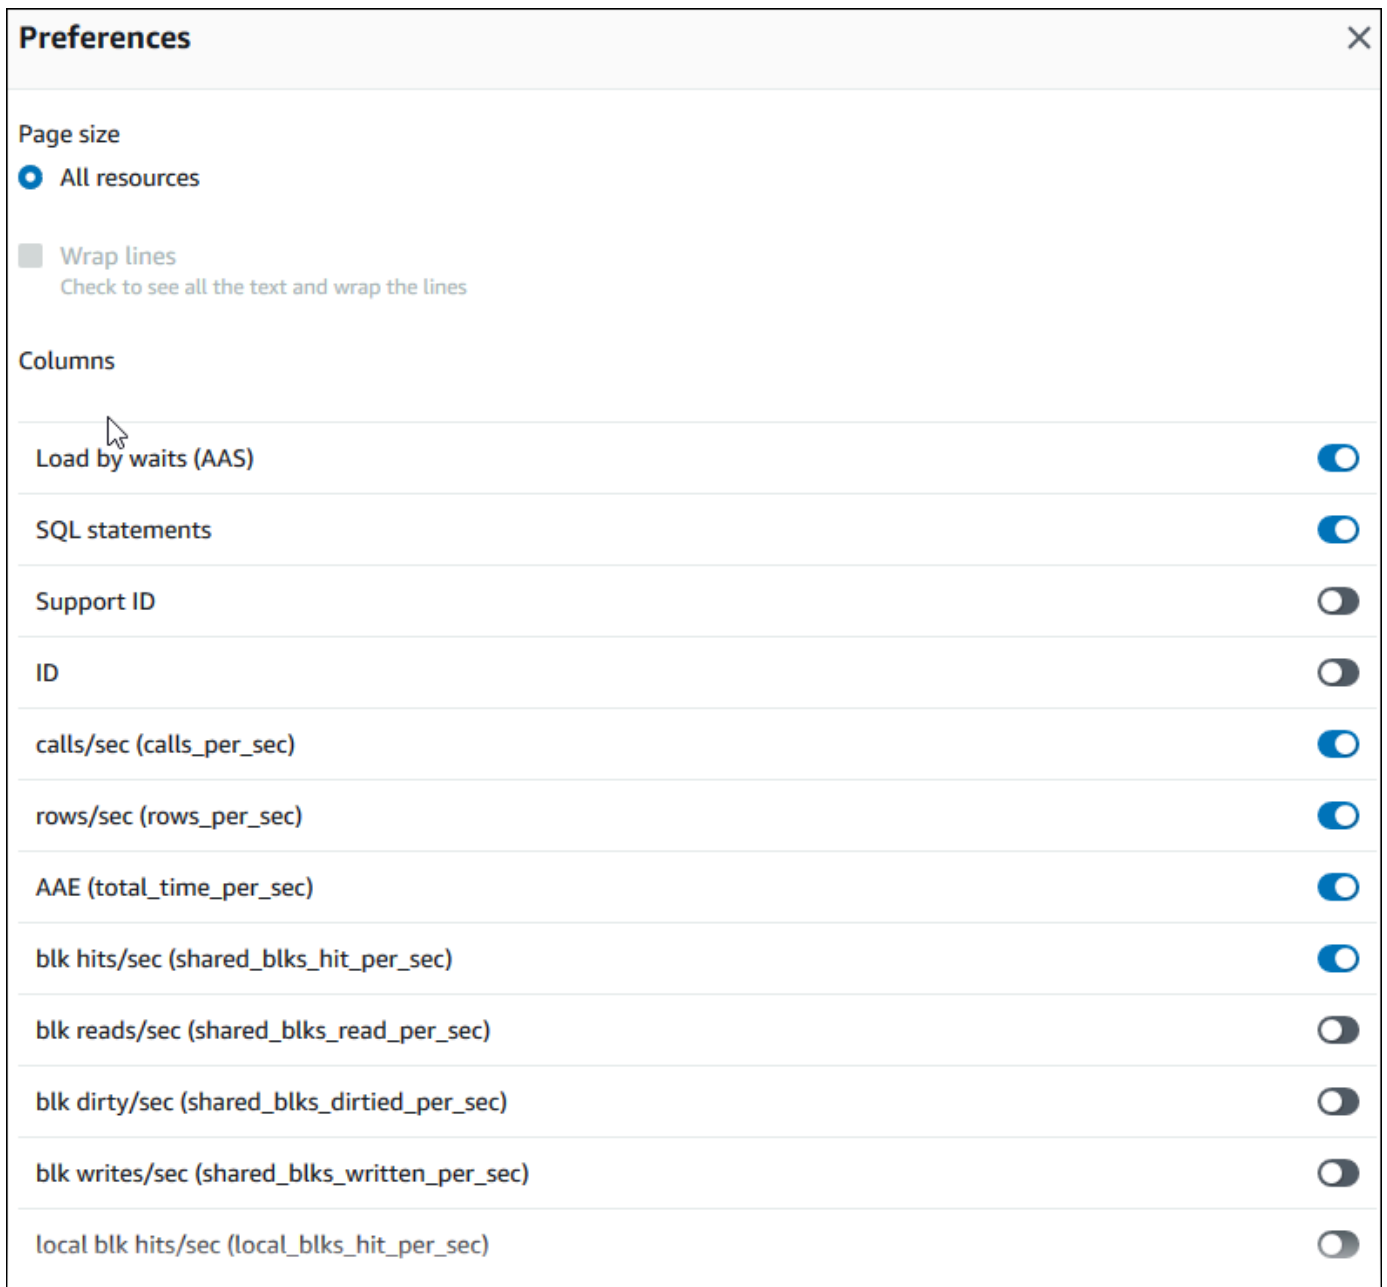 Preferences
Page size
All resources
Wrap lines
Check to see all the text and wrap the lines
Columns
Load by waits (AAS)
SQL statements
Support ID
ID
calls/sec (calls_per_sec)
rows/sec (rows_per_sec)
AAE (total_time_per_sec)
blk hits/sec (shared_blks_hit_per_sec)
blk reads/sec (shared_blks_read_per_sec)
blk dirty/sec (shared_blks_dirtied_per_sec)
blk writes/sec (shared_blks_written_per_sec)
local blk hits/sec (local_blks_hit_per_sec)